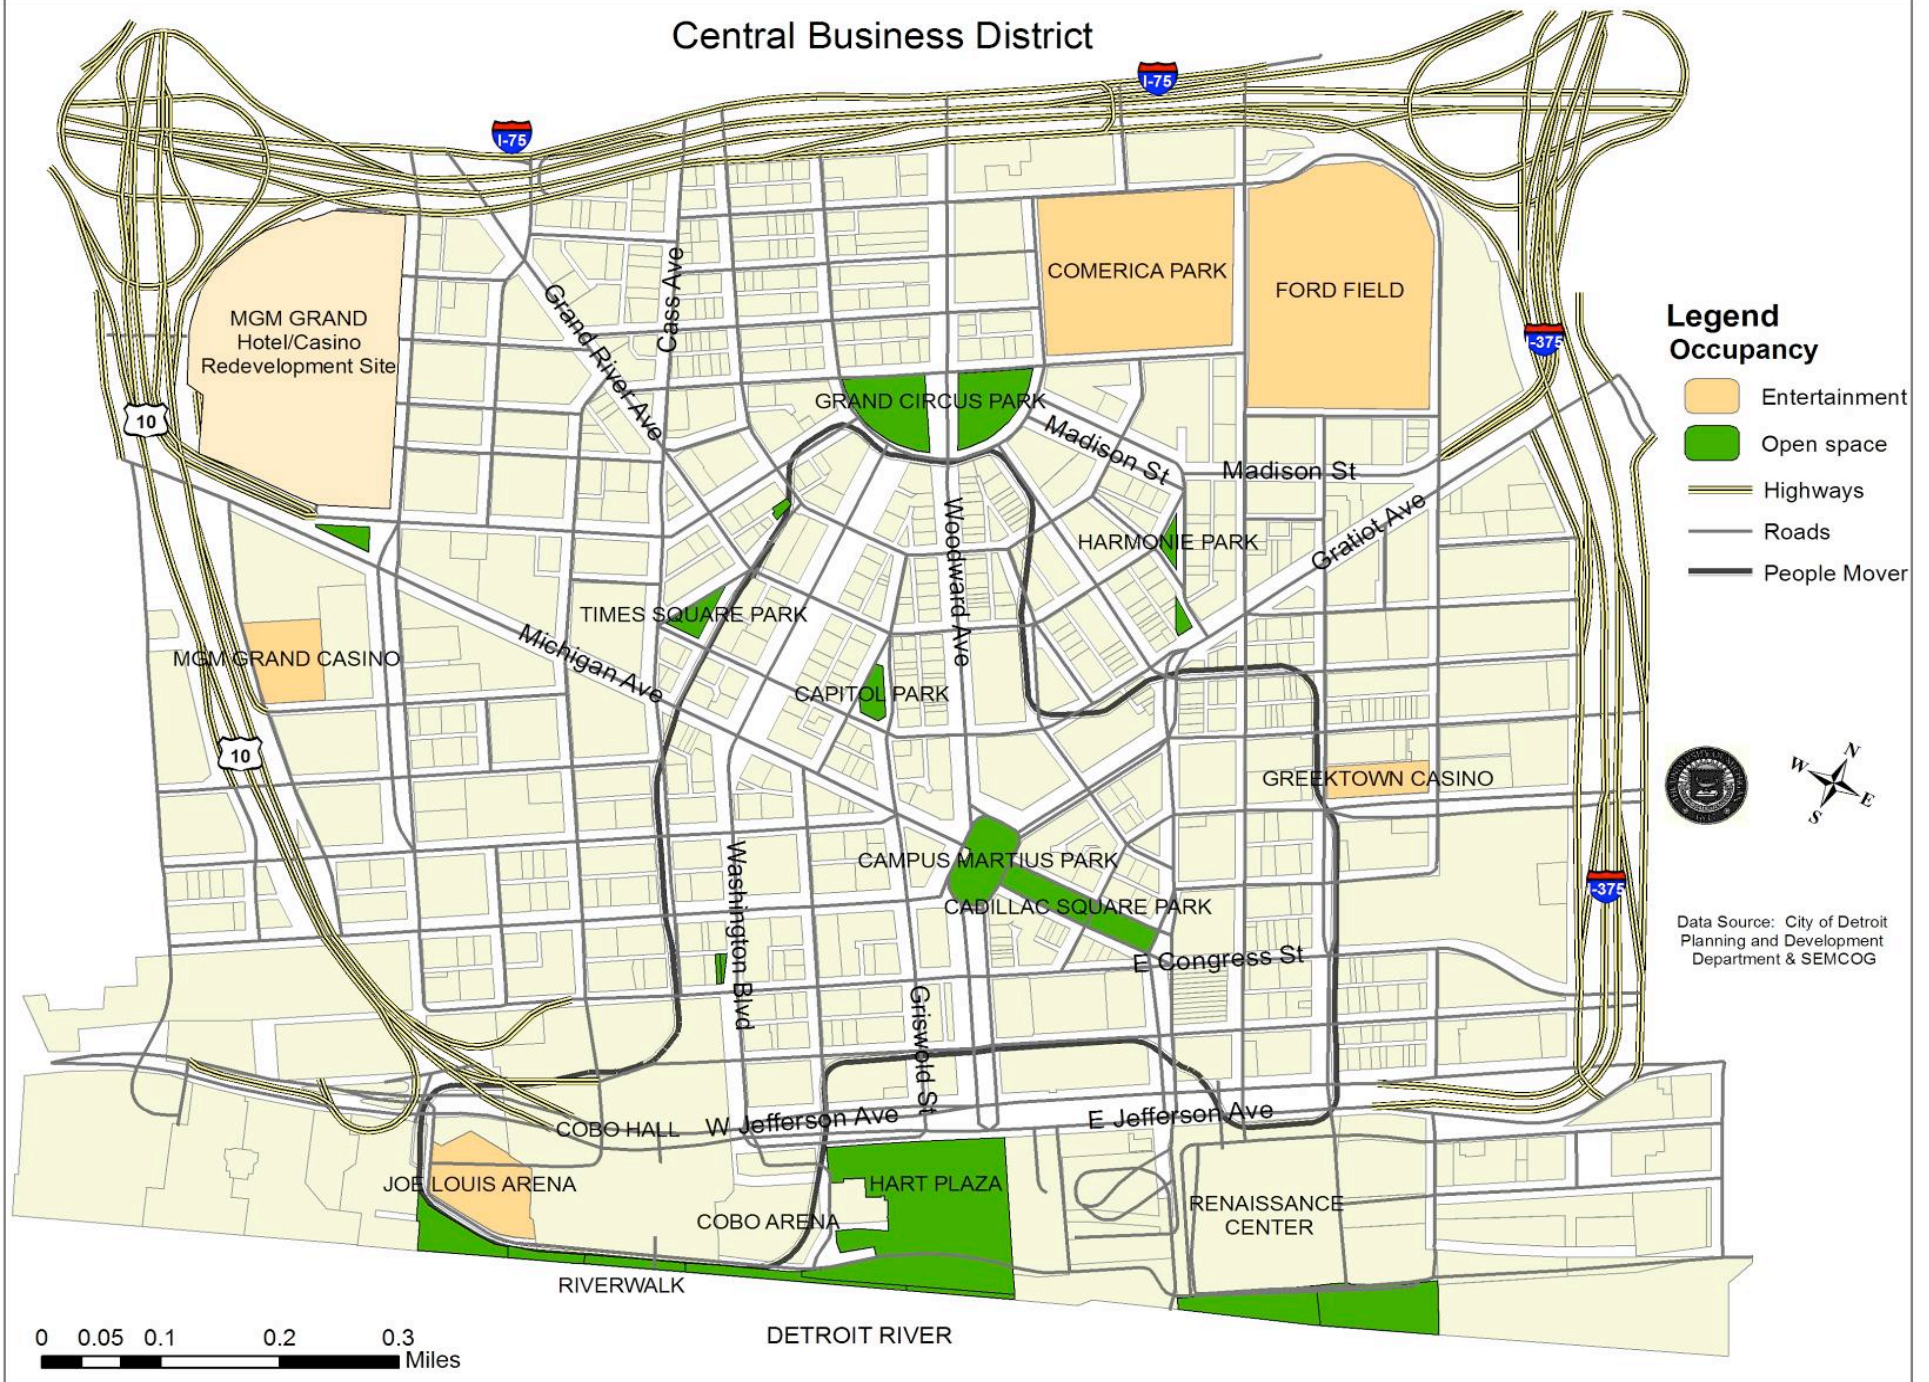 Central Business District
I-75
I-75
COMERICA PARK
FORD FIELD
MGM GRAND
Hotel/Casino
Redevelopment Site
Cass Ave
Grand River Ave
I-375
Legend
Occupancy
Entertainment
Open space
Highways
Roads
People Mover
10
GRAND CIRCUS PARK
Madison St
Madison St
Woodward Ave
HARMONIE PARK
Gratiot Ave
TIMES SQUARE PARK
Michigan Ave
MGM GRAND CASINO
CAPITOL PARK
10
GREEKTOWN CASINO
N
W
E
S
CAMPUS MARTIUS PARK
CADILLAC SQUARE PARK
I-375
Washington Blvd
E Congress St
Data Source: City of Detroit
Planning and Development
Department & SEMCOG
Griswold St
COBO HALL
W Jefferson Ave
E Jefferson Ave
JOE LOUIS ARENA
HART PLAZA
COBO ARENA
RENAISSANCE
CENTER
RIVERWALK
DETROIT RIVER
0 0.05 0.1 0.2 0.3
Miles